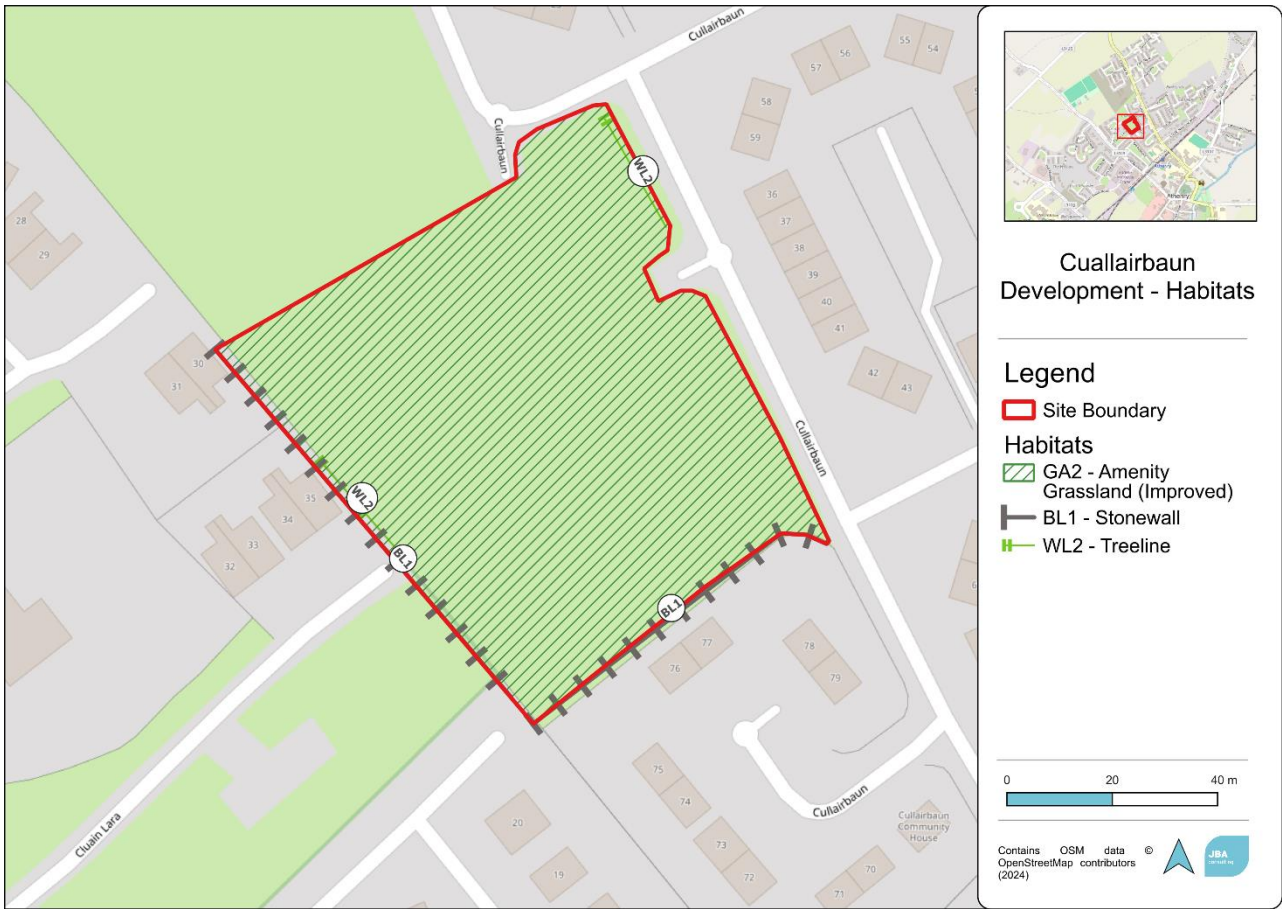 Cullairbaun
Cullairbaun
WL2
57
56
55
54
58
59
36
37
38
39
40
41
42
43
28
29
30
31
35
34
33
32
WL2
BL1
BL1
Cullairbaun
76
77
78
79
75
74
73
72
70
71
20
19
Cluain Lara
Cullairbaun
Cullairbaun
Community
House
Cuallairbaun
Development - Habitats
Legend
Site Boundary
Habitats
GA2 - Amenity
Grassland (Improved)
BL1 - Stonewall
WL2 - Treeline
0 20 40 m
Contains OSM data ©
OpenStreetMap contributors
(2024)
JBA
consulting